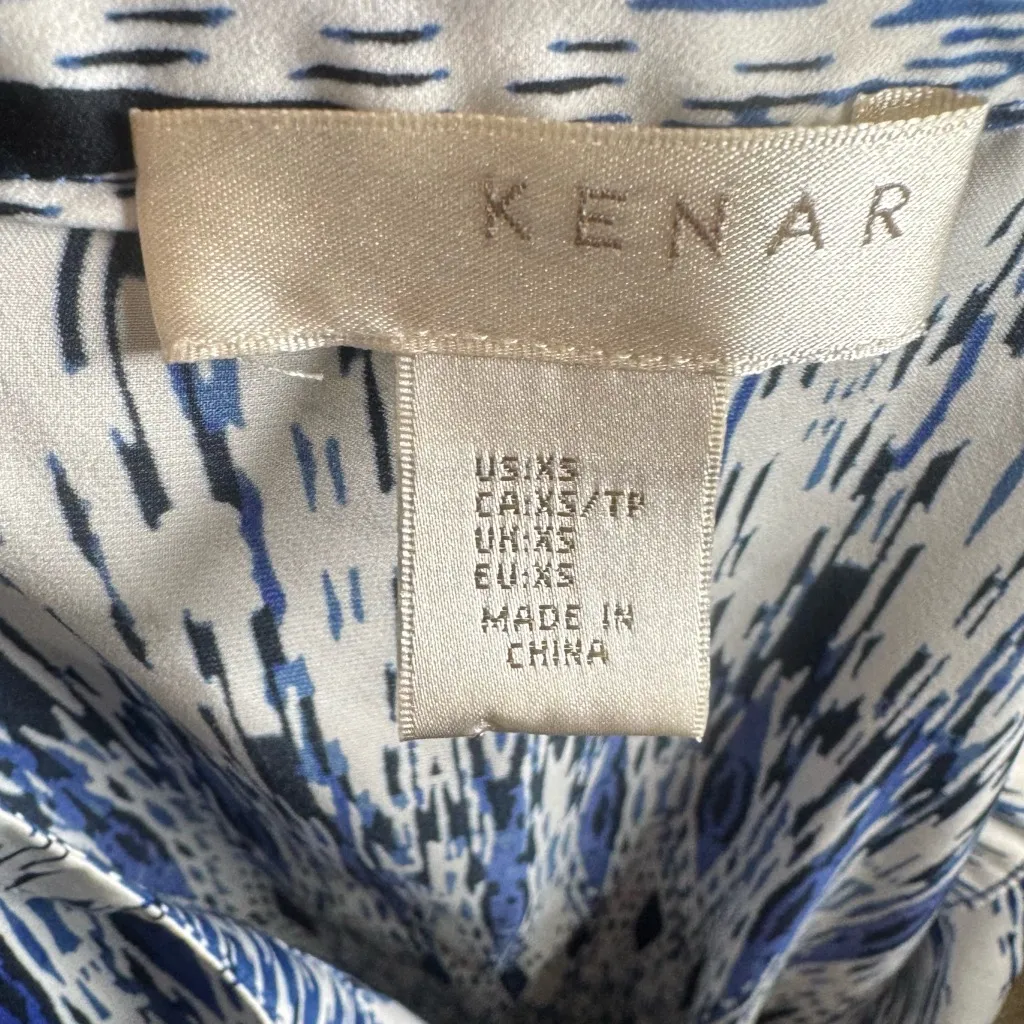 KENAR
US:XS
CA:XS/TP
UK:XS
EU:XS
MADE IN
CHINA